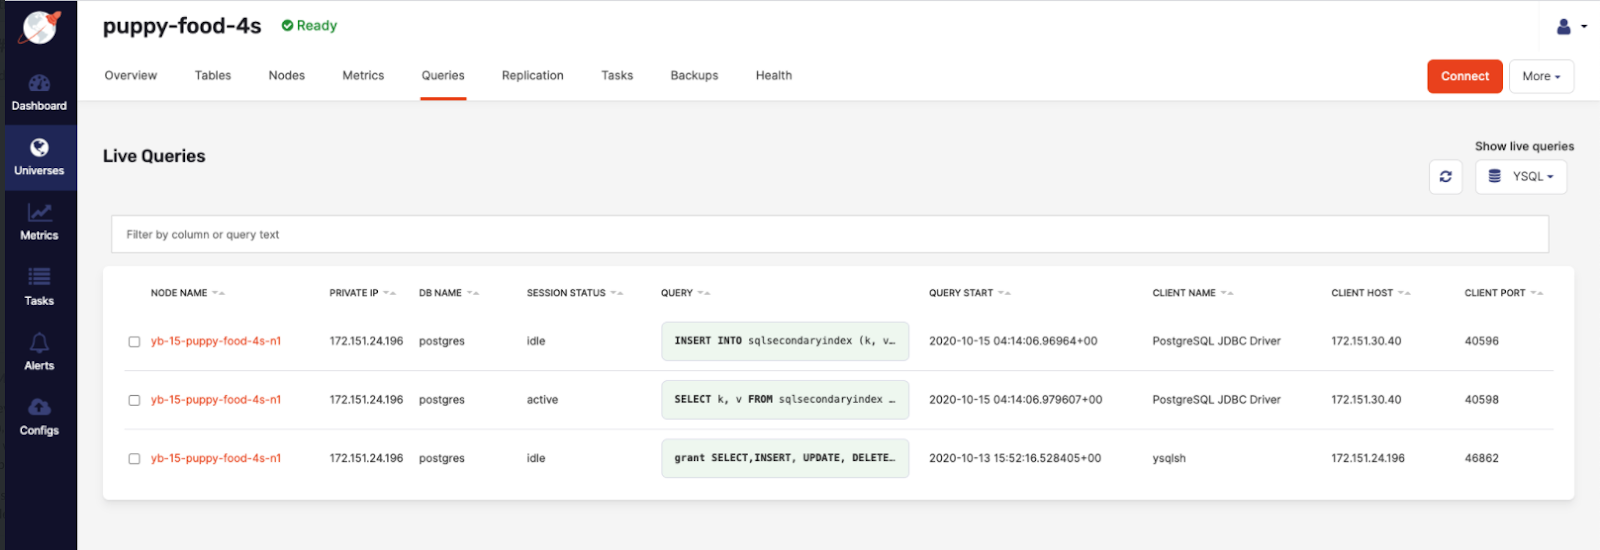 puppy-food-4s Ready
Overview Tables Nodes Metrics Queries Replication Tasks Backups Health Connect More
Dashboard
Universes
Metrics
Tasks
Alerts
Configs
Live Queries
Show live queries
YSQL
Filter by column or query text
NODE NAME PRIVATE IP DB NAME SESSION STATUS QUERY QUERY START CLIENT NAME CLIENT HOST CLIENT PORT
yb-15-puppy-food-4s-n1 172.151.24.196 postgres idle INSERT INTO sqlsecondaryindex (k, v… 2020-10-15 04:14:06.96964+00 PostgreSQL JDBC Driver 172.151.30.40 40596
yb-15-puppy-food-4s-n1 172.151.24.196 postgres active SELECT k, v FROM sqlsecondaryindex … 2020-10-15 04:14:06.979607+00 PostgreSQL JDBC Driver 172.151.30.40 40598
yb-15-puppy-food-4s-n1 172.151.24.196 postgres idle grant SELECT,INSERT, UPDATE, DELETE… 2020-10-13 15:52:16.528405+00 ysqlsh 172.151.24.196 46862